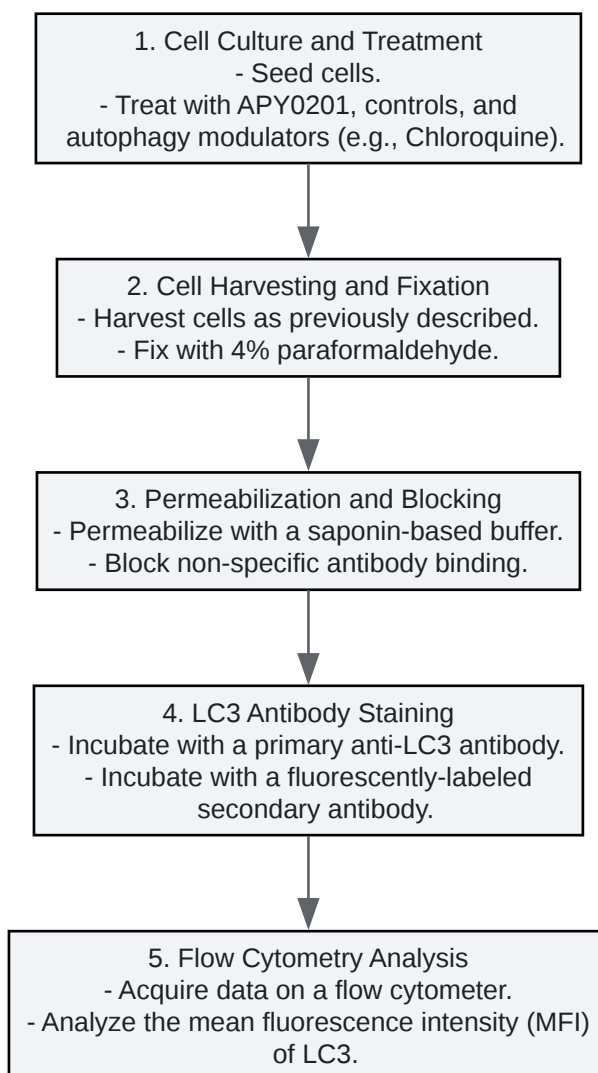 1. Cell Culture and Treatment
- Seed cells.
- Treat with APY0201, controls, and
autophagy modulators (e.g., Chloroquine).
2. Cell Harvesting and Fixation
- Harvest cells as previously described.
- Fix with 4% paraformaldehyde.
3. Permeabilization and Blocking
- Permeabilize with a saponin-based buffer.
- Block non-specific antibody binding.
4. LC3 Antibody Staining
- Incubate with a primary anti-LC3 antibody.
- Incubate with a fluorescently-labeled
secondary antibody.
5. Flow Cytometry Analysis
- Acquire data on a flow cytometer.
- Analyze the mean fluorescence intensity (MFI)
of LC3.